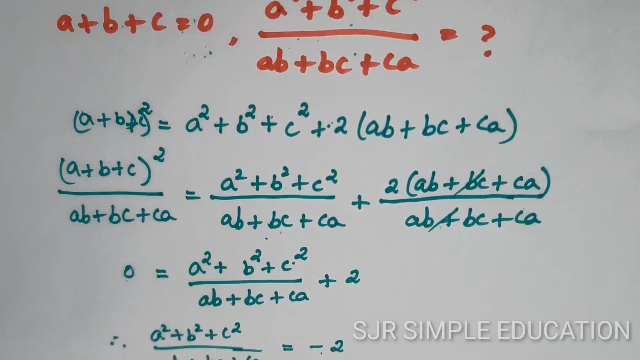 a+b+c=0, a²+b²+c² / ab+bc+ca = ?
(a+b+c)² = a²+b²+c²+2(ab+bc+ca)
(a+b+c)² / ab+bc+ca = a²+b²+c² / ab+bc+ca + 2(ab+bc+ca) / ab+bc+ca
0 = a²+b²+c² / ab+bc+ca + 2
∴ a²+b²+c² / = -2
SJR SIMPLE EDUCATION